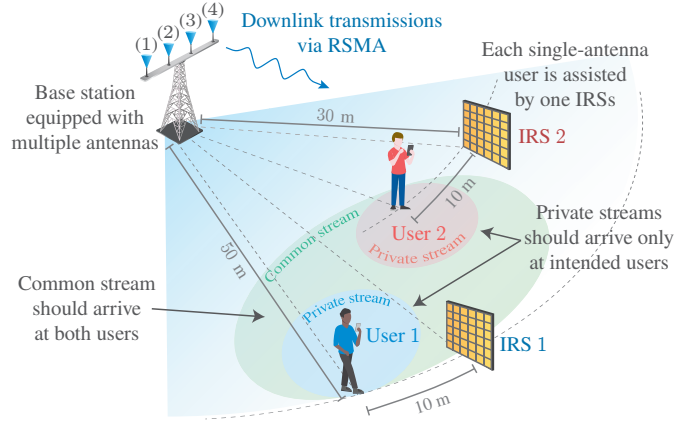 (1)
(2)
(3)
(4)
Downlink transmissions
via RSMA
Each single-antenna
user is assisted
by one IRSs
Base station
equipped with
multiple antennas
30 m
IRS 2
10 m
50 m
Common stream
User 2
Private stream
Private streams
should arrive only
at intended users
Common stream
should arrive
at both users
Private stream
User 1
IRS 1
10 m